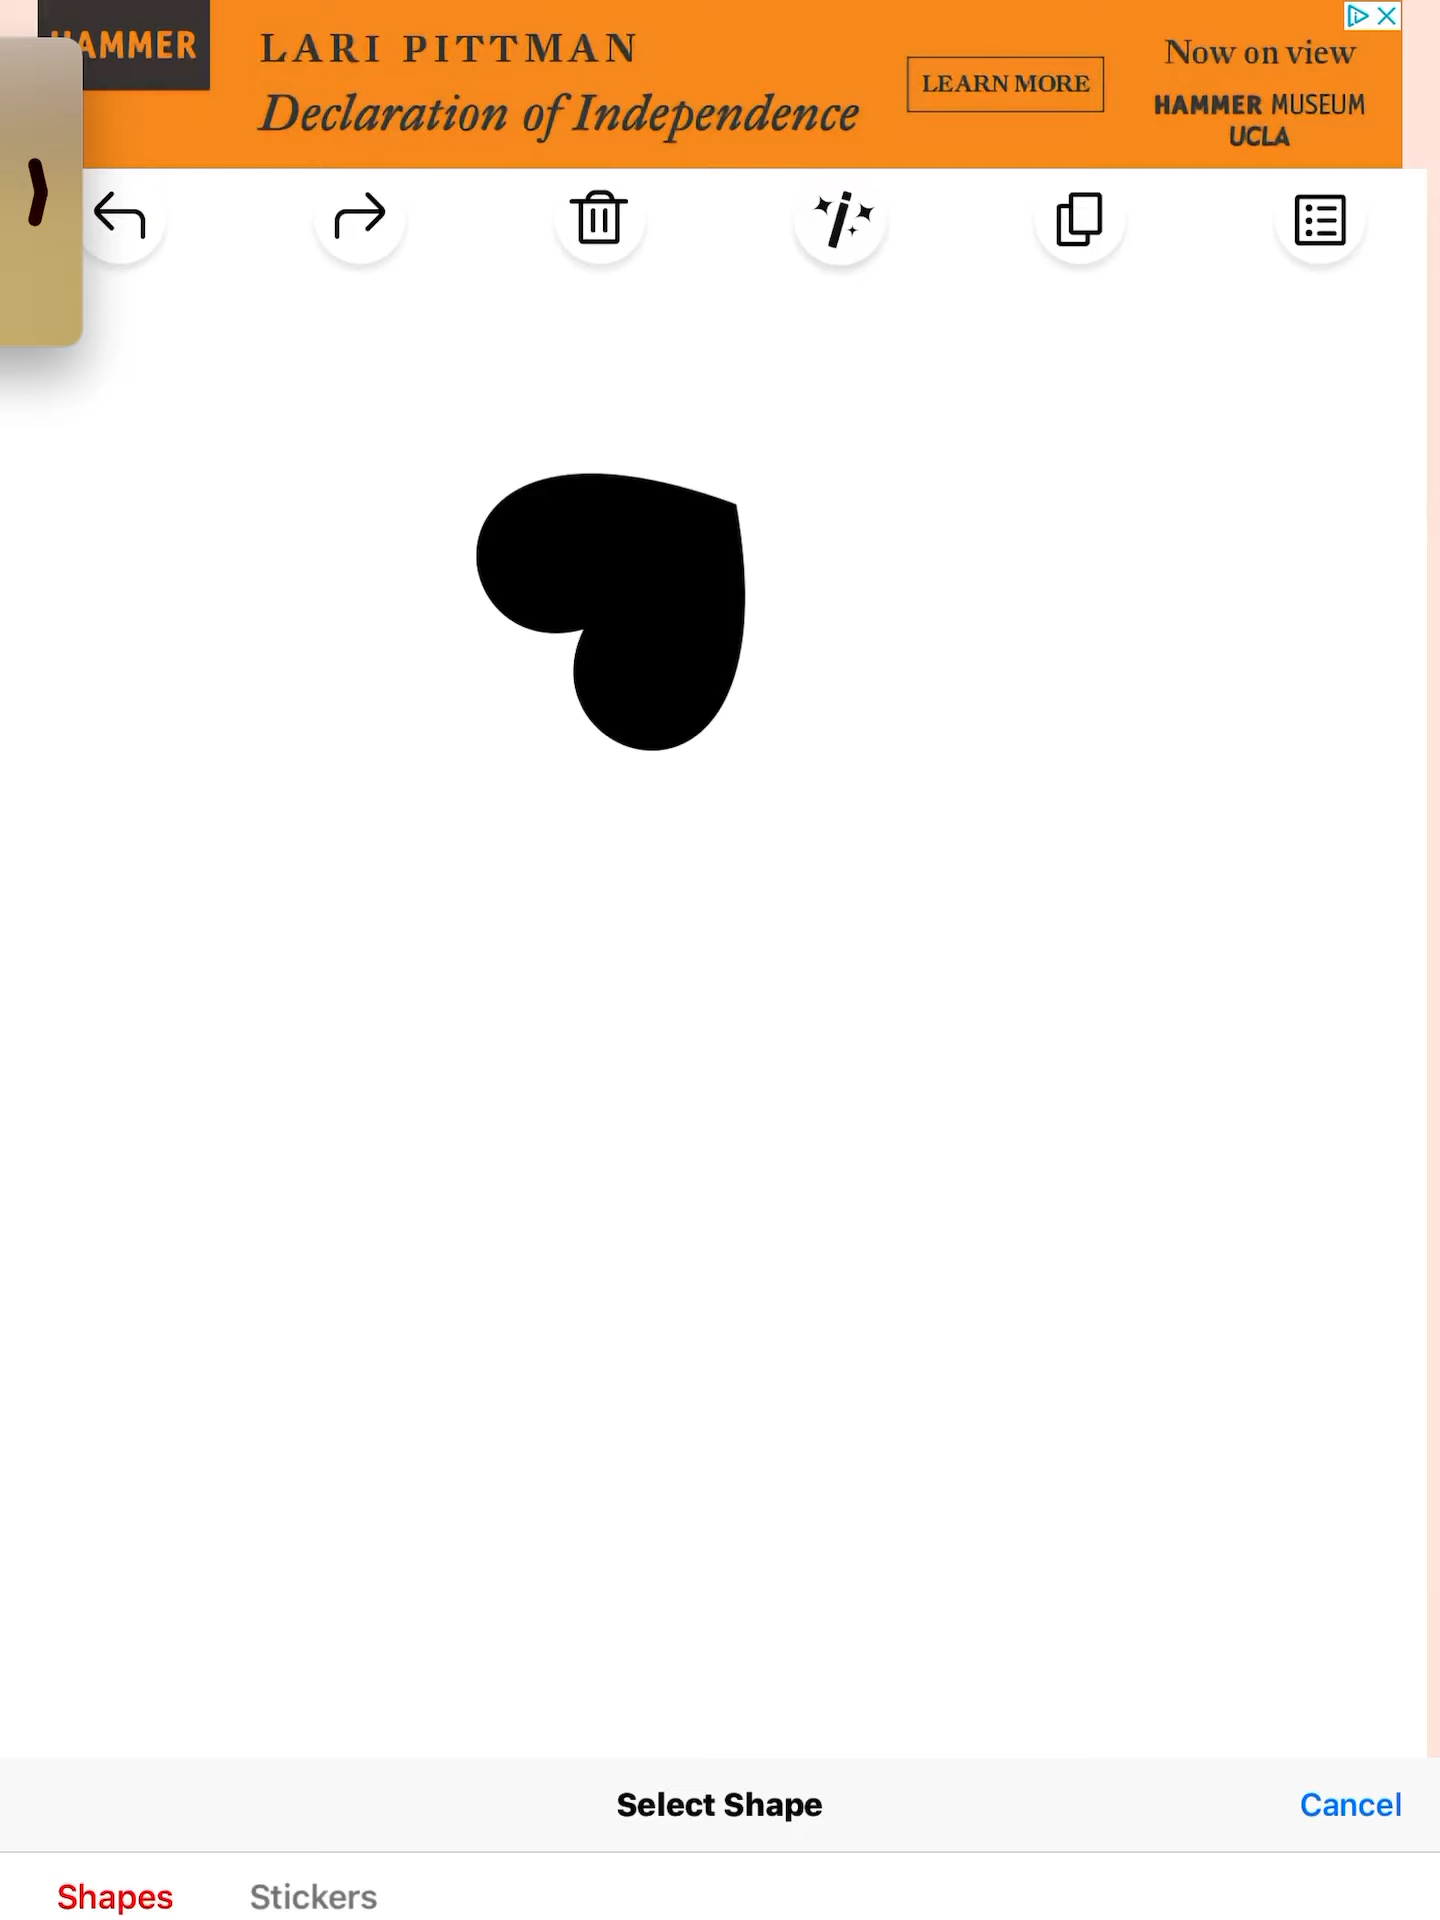 HAMMER
LARI PITTMAN
Declaration of Independence
LEARN MORE
Now on view
HAMMER MUSEUM
UCLA
Select Shape
Cancel
Shapes
Stickers